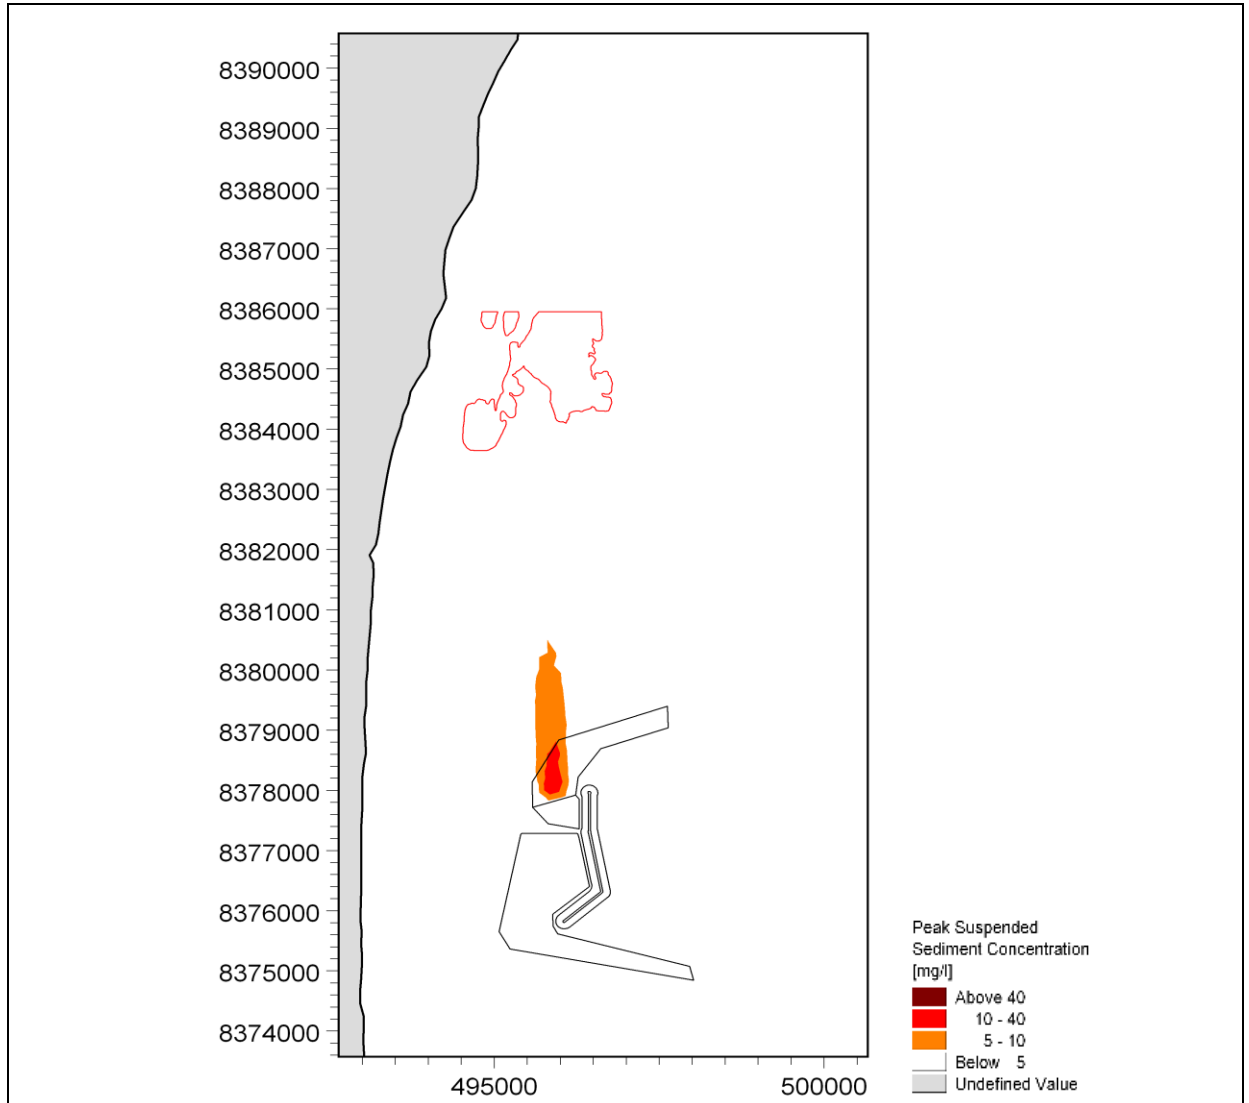 8390000
8389000
8388000
8387000
8386000
8385000
8384000
8383000
8382000
8381000
8380000
8379000
8378000
8377000
8376000
8375000
8374000
495000 500000
Peak Suspended
Sediment Concentration
[mg/l]
Above 40
10 - 40
5 - 10
Below 5
Undefined Value